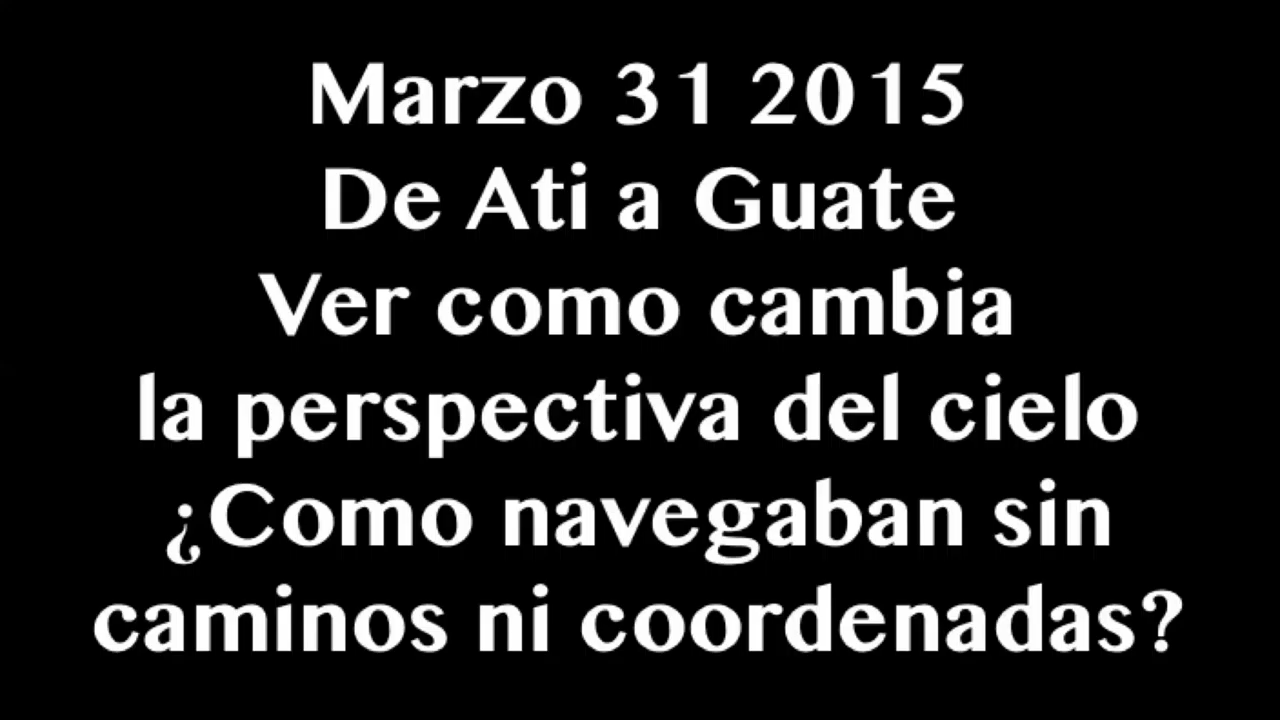 Marzo 31 2015
De Ati a Guate
Ver como cambia
la perspectiva del cielo
¿Como navegaban sin
caminos ni coordenadas?